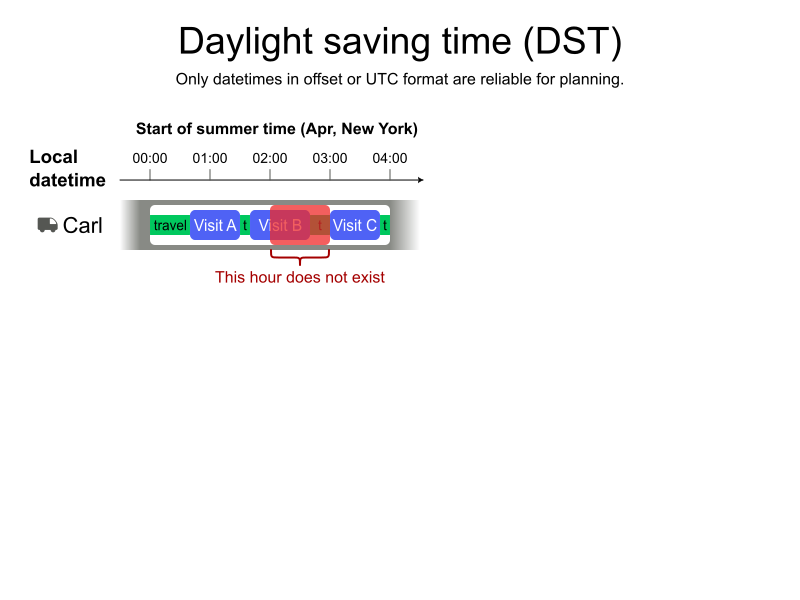 Daylight saving time (DST)
Only datetimes in offset or UTC format are reliable for planning.
Start of summer time (Apr, New York)
Local
datetime
00:00 01:00 02:00 03:00 04:00
Carl
travel Visit A t Visit B t Visit C t
This hour does not exist